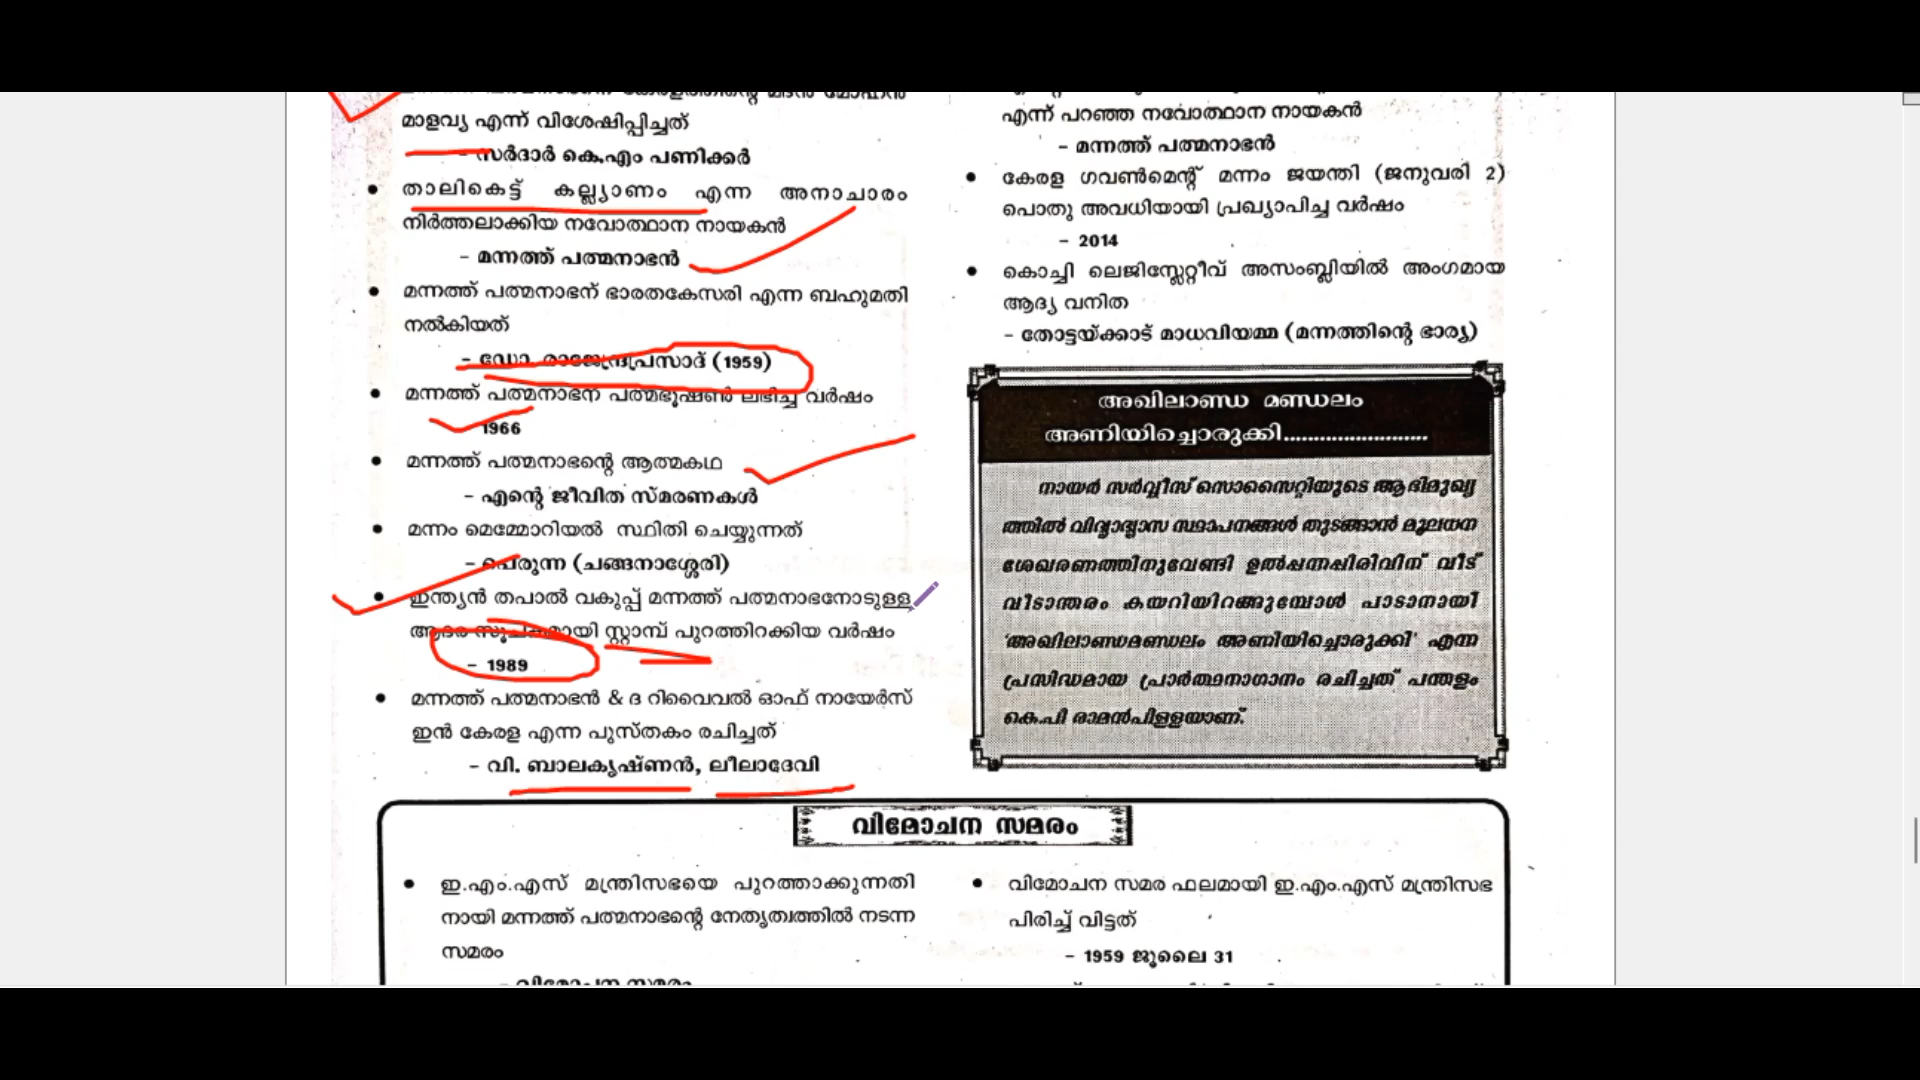 മാളവ്യ എന്ന് വിശേഷിപ്പിച്ചത്
- സർദാർ കെ.എം പണിക്കർ
• താലികെട്ട് കല്ല്യാണം എന്ന അനാചാരം
നിർത്തലാക്കിയ നവോത്ഥാന നായകൻ
- മന്നത്ത് പത്മനാഭൻ
• മന്നത്ത് പത്മനാഭന് ഭാരതകേസരി എന്ന ബഹുമതി
നൽകിയത്
- ഡോ. രാജേന്ദ്രപ്രസാദ് (1959)
• മന്നത്ത് പത്മനാഭന് പത്മഭൂഷൺ ലഭിച്ച വർഷം
1966
• മന്നത്ത് പത്മനാഭന്റെ ആത്മകഥ
- എന്റെ ജീവിത സ്മരണകൾ
• മന്നം മെമ്മോറിയൽ സ്ഥിതി ചെയ്യുന്നത്
- പെരുന്ന (ചങ്ങനാശ്ശേരി)
• ഇന്ത്യൻ തപാൽ വകുപ്പ് മന്നത്ത് പത്മനാഭനോടുള്ള
ആദര സൂചകമായി സ്റ്റാമ്പ് പുറത്തിറക്കിയ വർഷം
- 1989
• മന്നത്ത് പത്മനാഭൻ & ദ റിവൈവൽ ഓഫ് നായേർസ്
ഇൻ കേരള എന്ന പുസ്തകം രചിച്ചത്
- വി. ബാലകൃഷ്ണൻ, ലീലാദേവി
എന്ന് പറഞ്ഞ നവോത്ഥാന നായകൻ
- മന്നത്ത് പത്മനാഭൻ
• കേരള ഗവൺമെന്റ് മന്നം ജയന്തി (ജനുവരി 2)
പൊതു അവധിയായി പ്രഖ്യാപിച്ച വർഷം
- 2014
• കൊച്ചി ലെജിസ്ലേറ്റീവ് അസംബ്ലിയിൽ അംഗമായ
ആദ്യ വനിത
- തോട്ടയ്ക്കാട് മാധവിയമ്മ (മന്നത്തിന്റെ ഭാര്യ)
അഖിലാണ്ഡ മണ്ഡലം
അണിയിച്ചൊരുക്കി........................
നായർ സർവ്വീസ് സൊസൈറ്റിയുടെ ആഭിമുഖ്യ
ത്തിൽ വിദ്യാഭ്യാസ സ്ഥാപനങ്ങൾ തുടങ്ങാൻ മൂലധന
ശേഖരണത്തിനുവേണ്ടി ഉൽപ്പന്നപ്പിരിവിന് വീട്
വീടാന്തരം കയറിയിറങ്ങുമ്പോൾ പാടാനായി
'അഖിലാണ്ഡമണ്ഡലം അണിയിച്ചൊരുക്കി' എന്ന
പ്രസിദ്ധമായ പ്രാർത്ഥനാഗാനം രചിച്ചത് പന്തളം
കെ.പി രാമൻപിള്ളയാണ്.
വിമോചന സമരം
• ഇ.എം.എസ് മന്ത്രിസഭയെ പുറത്താക്കുന്നതി
നായി മന്നത്ത് പത്മനാഭന്റെ നേതൃത്വത്തിൽ നടന്ന
സമരം
- വിമോചന സമരം
• വിമോചന സമര ഫലമായി ഇ.എം.എസ് മന്ത്രിസഭ
പിരിച്ച് വിട്ടത്
- 1959 ജൂലൈ 31